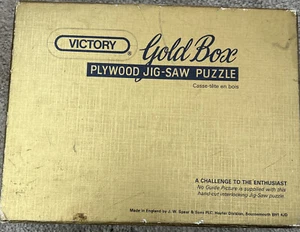 VICTORY
Gold Box
PLYWOOD JIG-SAW PUZZLE
Casse-tête en bois
A CHALLENGE TO THE ENTHUSIAST
No Guide Picture is supplied with this
hand-cut interlocking Jig-Saw puzzle
Made in England by J. W. Spear & Sons PLC, Hayter Division, Bournemouth BH1